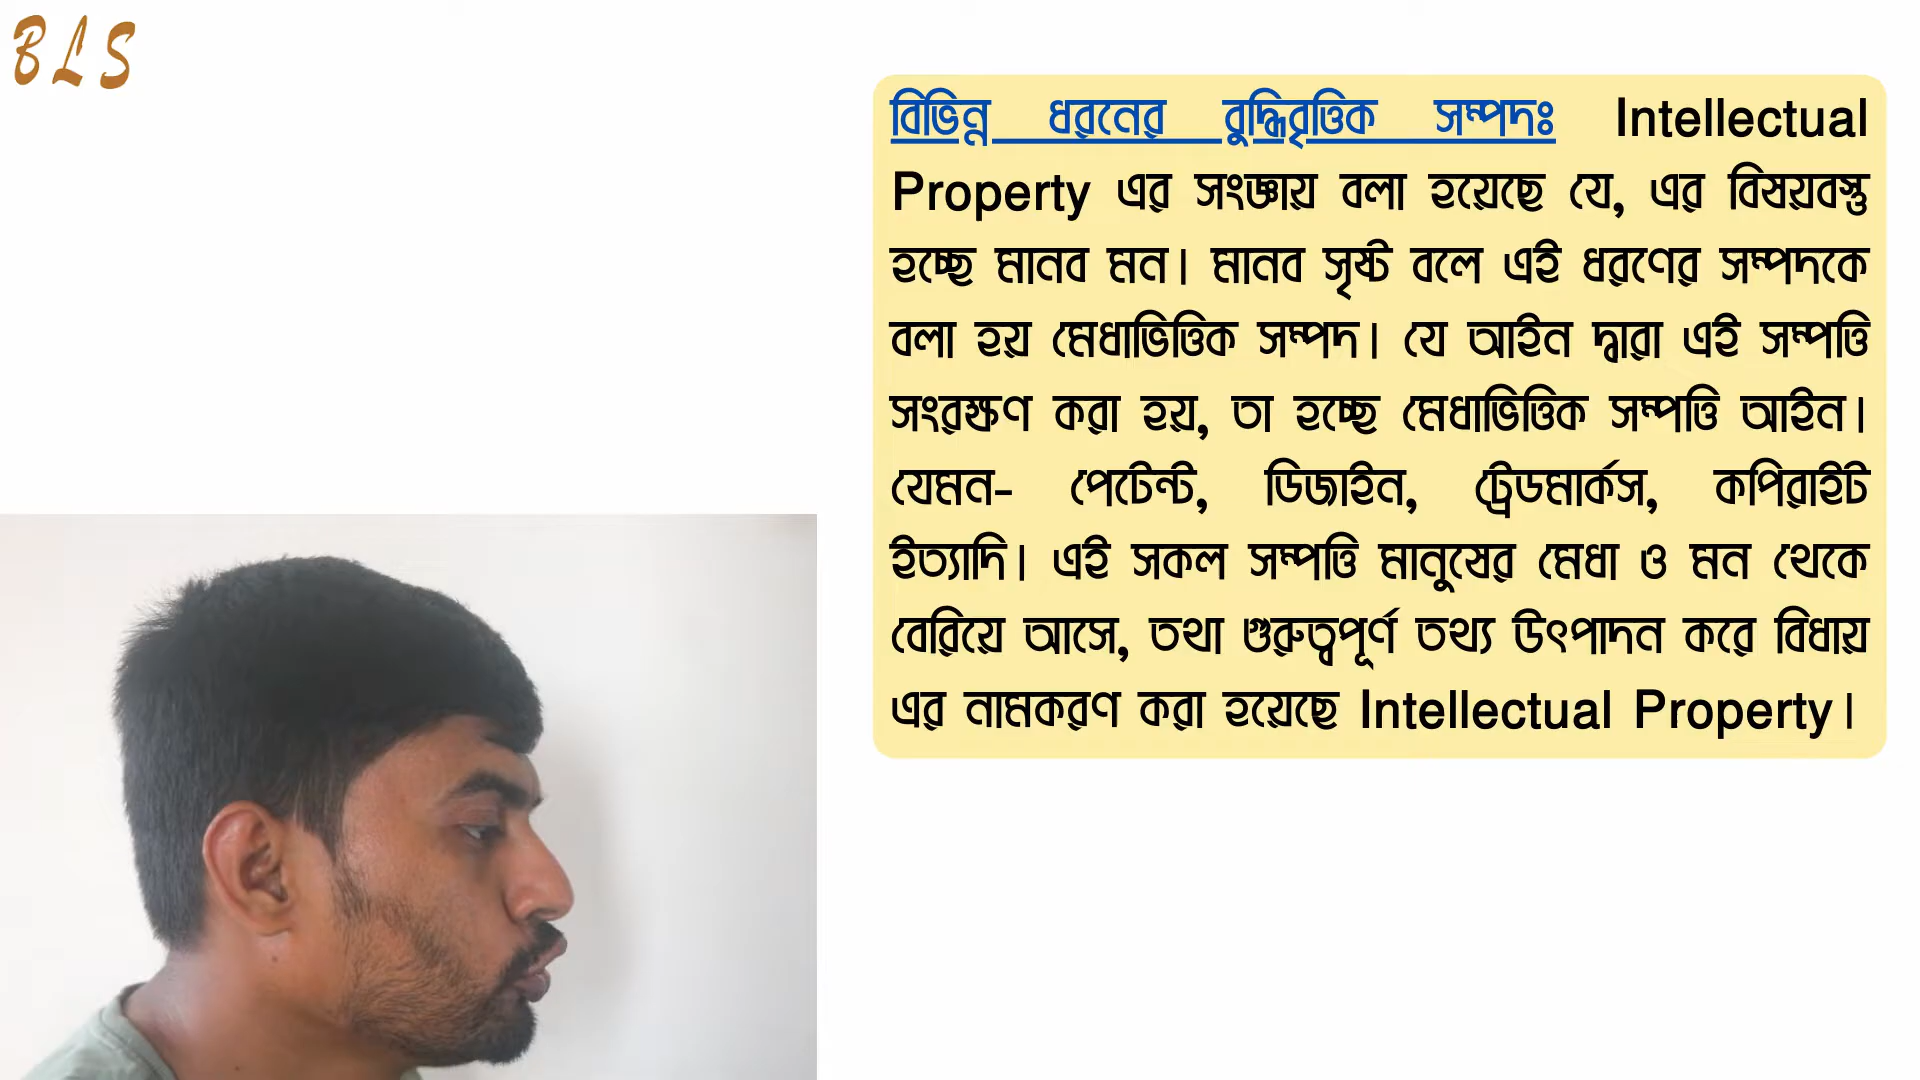 BLS
বিভিন্ন ধরনের বুদ্ধিবৃত্তিক সম্পদঃ Intellectual
Property এর সংজ্ঞায় বলা হয়েছে যে, এর বিষয়বস্তু
হচ্ছে মানব মন। মানব সৃষ্ট বলে এই ধরণের সম্পদকে
বলা হয় মেধাভিত্তিক সম্পদ। যে আইন দ্বারা এই সম্পত্তি
সংরক্ষণ করা হয়, তা হচ্ছে মেধাভিত্তিক সম্পত্তি আইন।
যেমন- পেটেন্ট, ডিজাইন, ট্রেডমার্কস, কপিরাইট
ইত্যাদি। এই সকল সম্পত্তি মানুষের মেধা ও মন থেকে
বেরিয়ে আসে, তথা গুরুত্বপূর্ণ তথ্য উৎপাদন করে বিধায়
এর নামকরণ করা হয়েছে Intellectual Property।